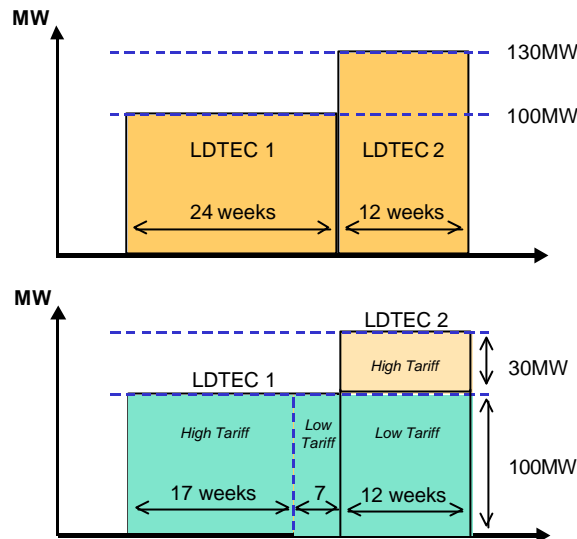 MW
130MW
100MW
LDTEC 1
LDTEC 2
24 weeks
12 weeks
MW
LDTEC 2
High Tariff
30MW
LDTEC 1
High Tariff
Low
Tariff
Low Tariff
100MW
17 weeks
7
12 weeks